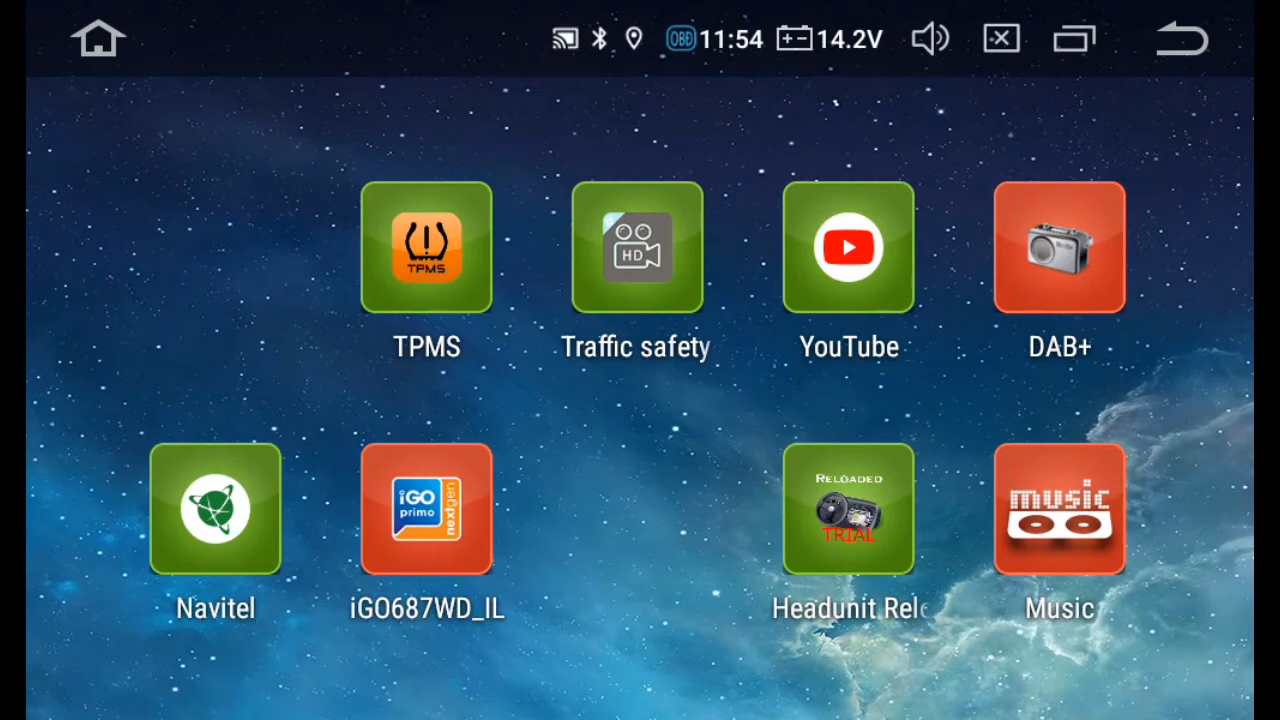 OBD 11:54 14.2V
TPMS
HD
TPMS
Traffic safety
YouTube
DAB+
RELOADED
TRIAL
iGO
primo
nextgen
music
Navitel
iGO687WD_IL
Headunit Rel
Music